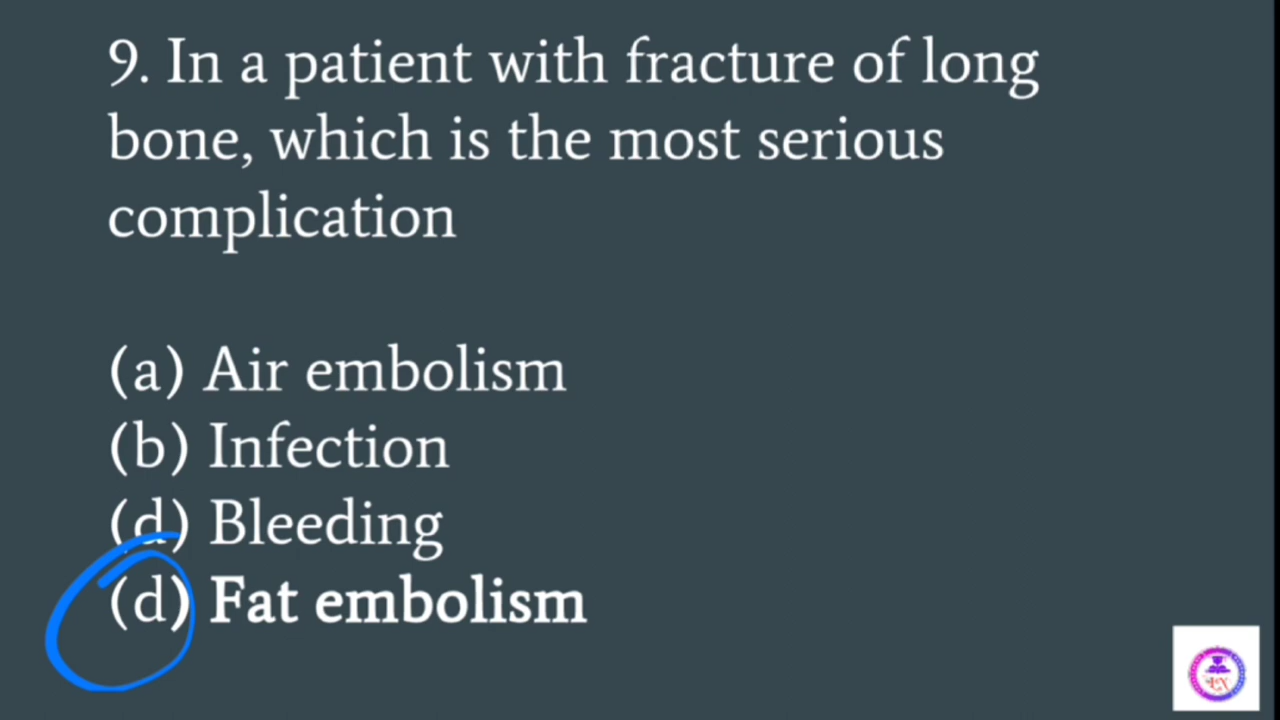 9. In a patient with fracture of long
bone, which is the most serious
complication
(a) Air embolism
(b) Infection
(d) Bleeding
(d) Fat embolism